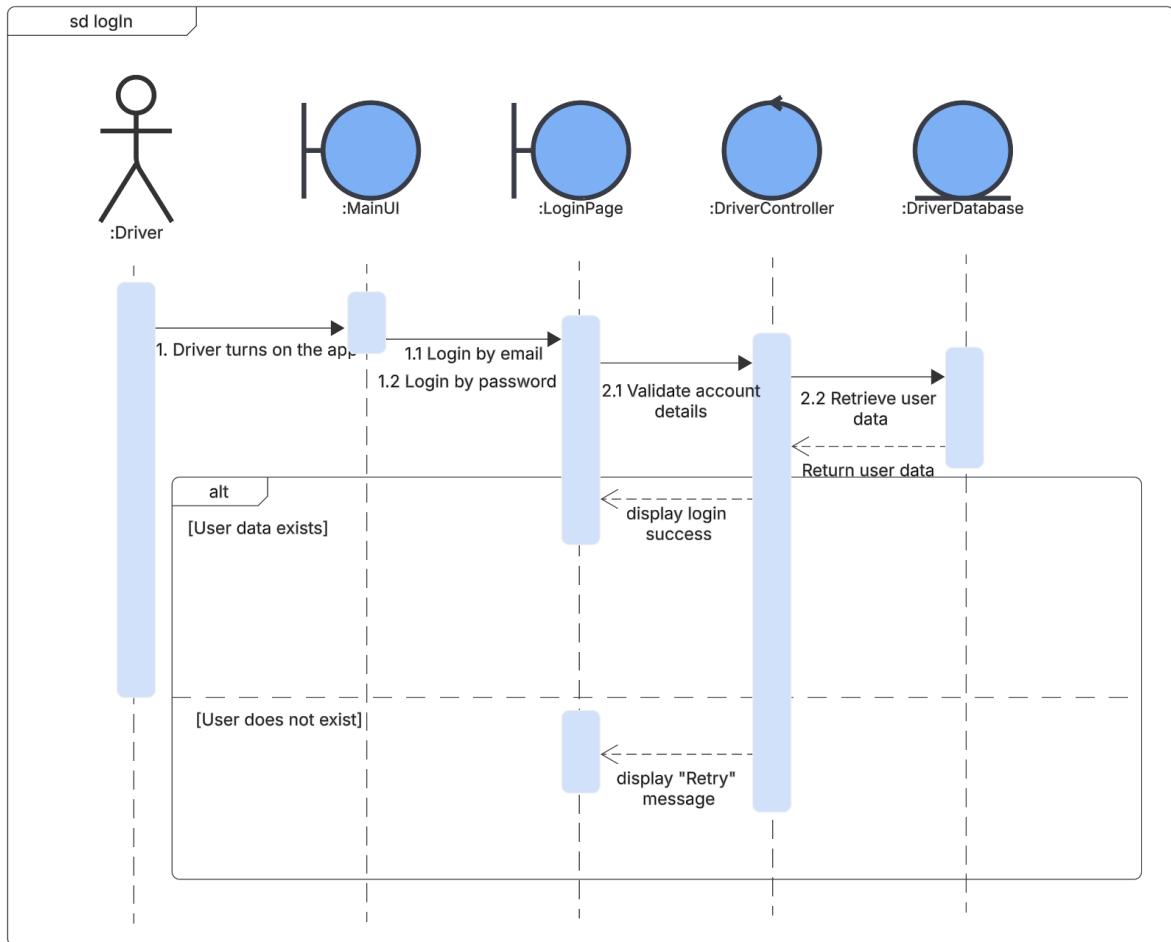 sd logIn
:Driver
:MainUI
:LoginPage
:DriverController
:DriverDatabase
1. Driver turns on the app
1.1 Login by email
1.2 Login by password
2.1 Validate account
details
2.2 Retrieve user
data
Return user data
alt
[User data exists]
display login
success
[User does not exist]
display "Retry"
message